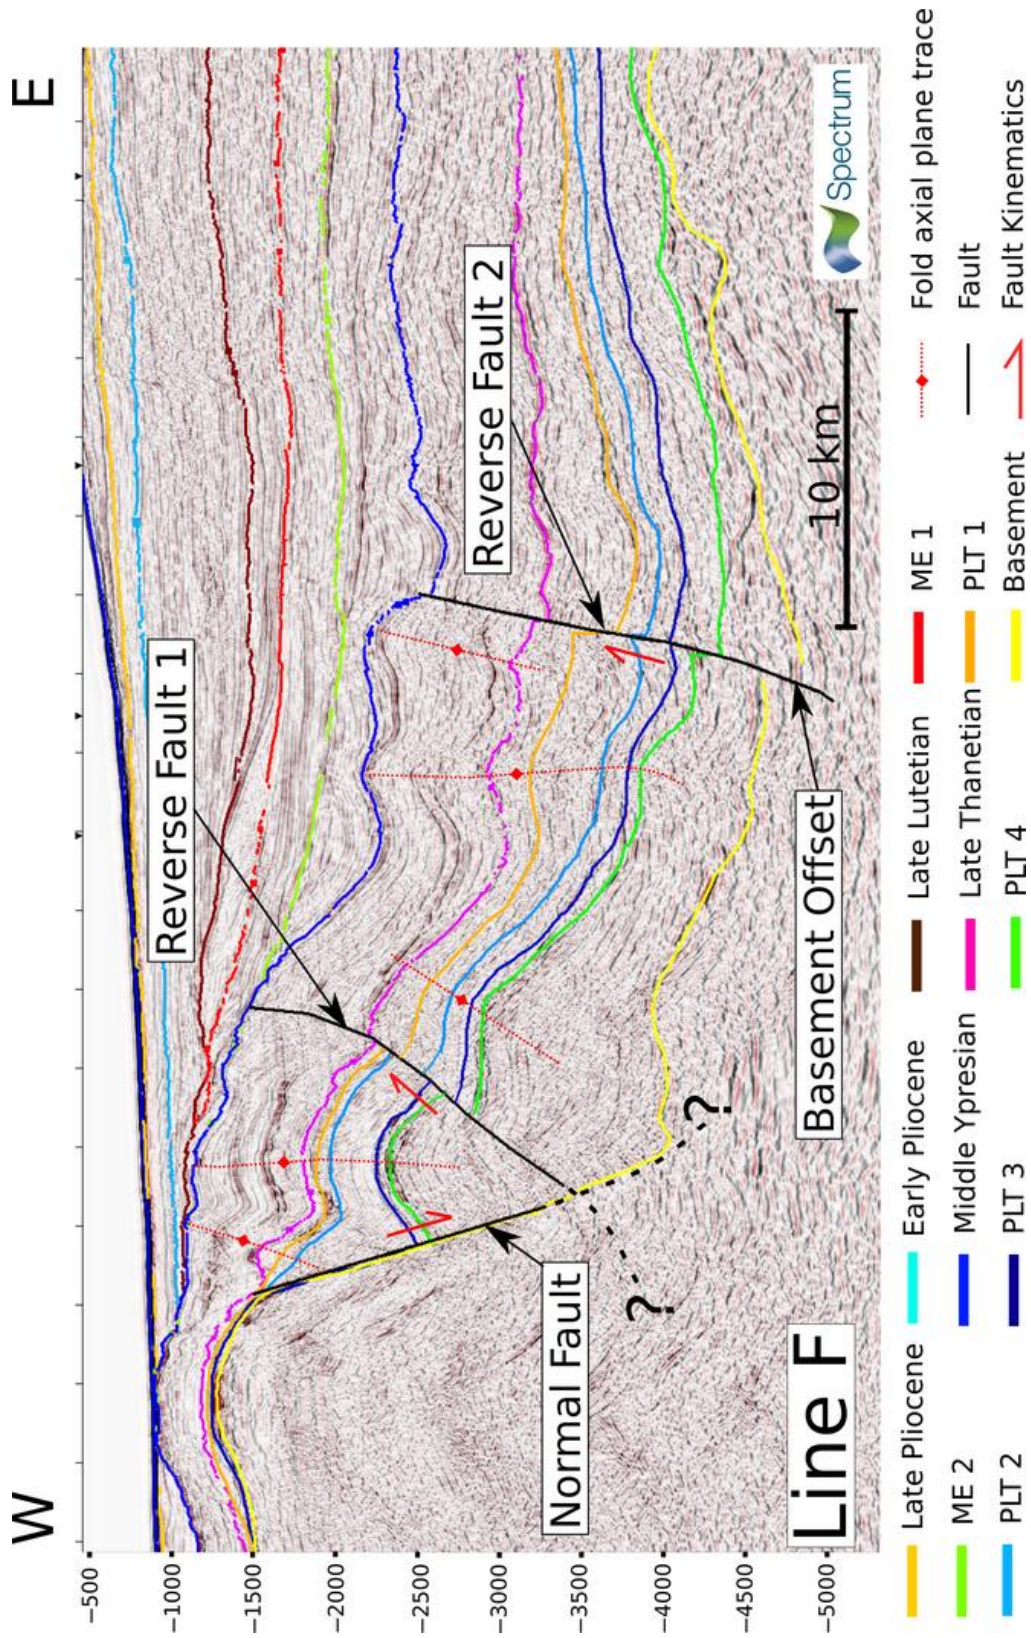 W
E
−500
−1000
−1500
−2000
−2500
−3000
−3500
−4000
−4500
−5000
Reverse Fault 1
Reverse Fault 2
Normal Fault
Basement Offset
?
?
Line F
10 km
Spectrum
Late Pliocene
Early Pliocene
Late Lutetian
ME 1
Fold axial plane trace
ME 2
Middle Ypresian
Late Thanetian
PLT 1
Fault
PLT 2
PLT 3
PLT 4
Basement
Fault Kinematics